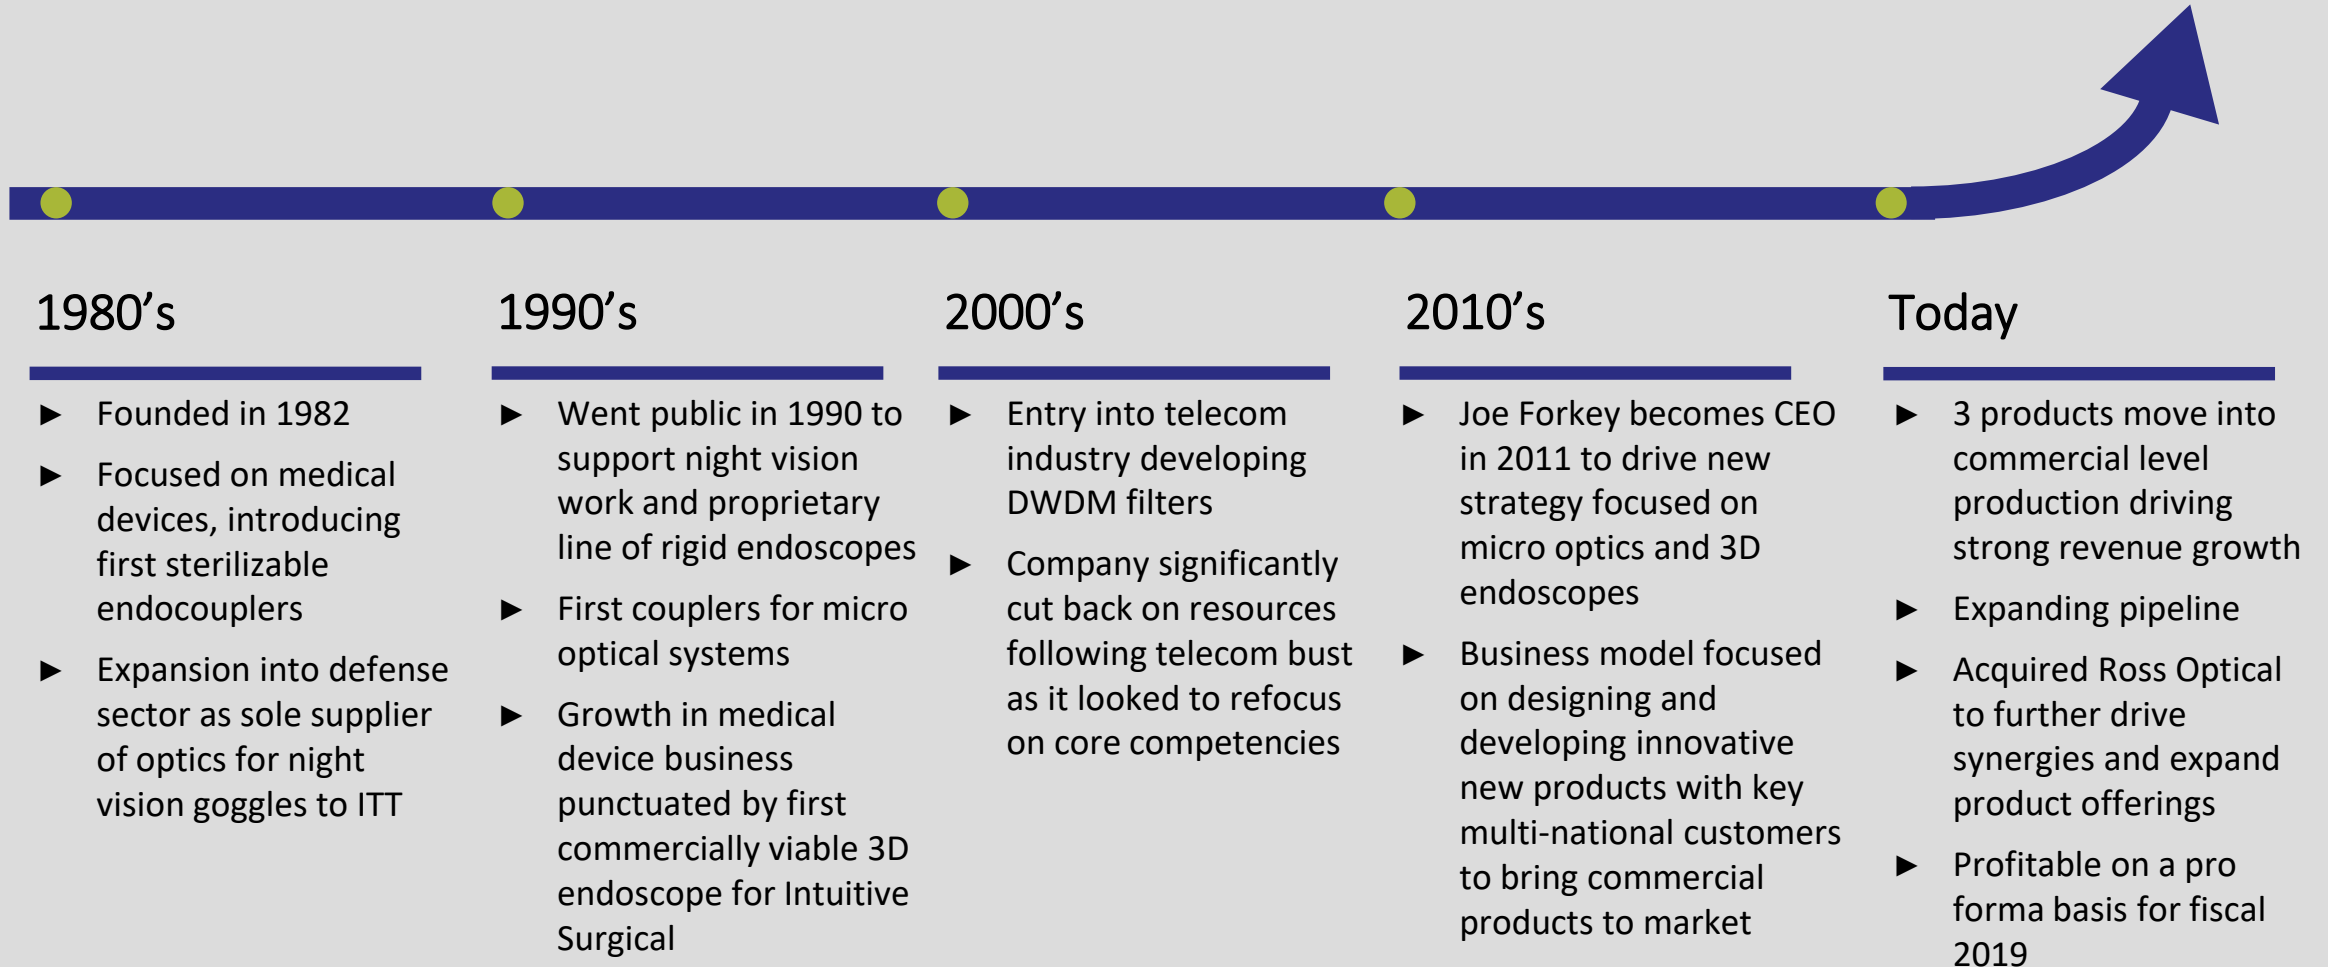 1980’s
► Founded in 1982
► Focused on medical
devices, introducing
first sterilizable
endocouplers
► Expansion into defense
sector as sole supplier
of optics for night
vision goggles to ITT
1990’s
► Went public in 1990 to
support night vision
work and proprietary
line of rigid endoscopes
► First couplers for micro
optical systems
► Growth in medical
device business
punctuated by first
commercially viable 3D
endoscope for Intuitive
Surgical
2000’s
► Entry into telecom
industry developing
DWDM filters
► Company significantly
cut back on resources
following telecom bust
as it looked to refocus
on core competencies
2010’s
► Joe Forkey becomes CEO
in 2011 to drive new
strategy focused on
micro optics and 3D
endoscopes
► Business model focused
on designing and
developing innovative
new products with key
multi-national customers
to bring commercial
products to market
Today
► 3 products move into
commercial level
production driving
strong revenue growth
► Expanding pipeline
► Acquired Ross Optical
to further drive
synergies and expand
product offerings
► Profitable on a pro
forma basis for fiscal
2019